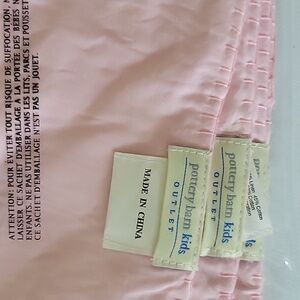 ATTENTION : POUR ÉVITER TOUT RISQUE DE SUFFOCATION,
LAISSER CE SACHET D'EMBALLAGE À LA PORTÉE DES BÉBÉS
ENFANTS. NE PAS UTILISER DANS LES LITS, PARCS ET POUSSET
CE SACHET D'EMBALLAGE N'EST PAS UN JOUET.
MADE IN CHINA
pottery barn kids
OUTLET
pottery barn kids
OUTLET